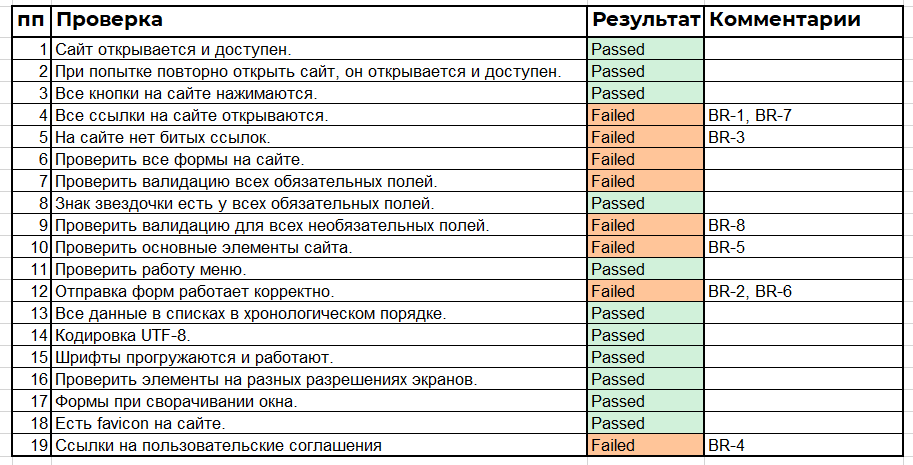 пп Проверка Результат Комментарии
1 Сайт открывается и доступен. Passed
2 При попытке повторно открыть сайт, он открывается и доступен. Passed
3 Все кнопки на сайте нажимаются. Passed
4 Все ссылки на сайте открываются. Failed BR-1, BR-7
5 На сайте нет битых ссылок. Failed BR-3
6 Проверить все формы на сайте. Failed
7 Проверить валидацию всех обязательных полей. Failed
8 Знак звездочки есть у всех обязательных полей. Passed
9 Проверить валидацию для всех необязательных полей. Failed BR-8
10 Проверить основные элементы сайта. Failed BR-5
11 Проверить работу меню. Passed
12 Отправка форм работает корректно. Failed BR-2, BR-6
13 Все данные в списках в хронологическом порядке. Passed
14 Кодировка UTF-8. Passed
15 Шрифты прогружаются и работают. Passed
16 Проверить элементы на разных разрешениях экранов. Passed
17 Формы при сворачивании окна. Passed
18 Есть favicon на сайте. Passed
19 Ссылки на пользовательские соглашения Failed BR-4